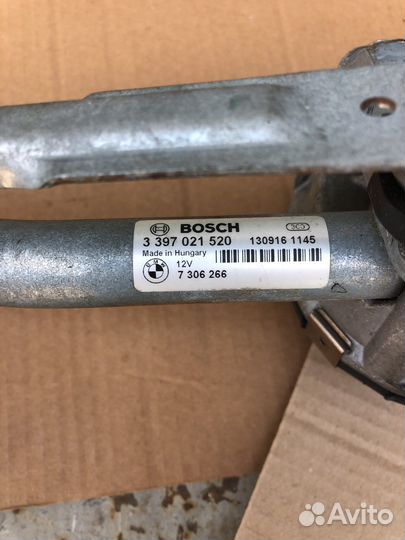 BOSCH
3 397 021 520 130916 1145
Made in Hungary
12V
7 306 266
Avito